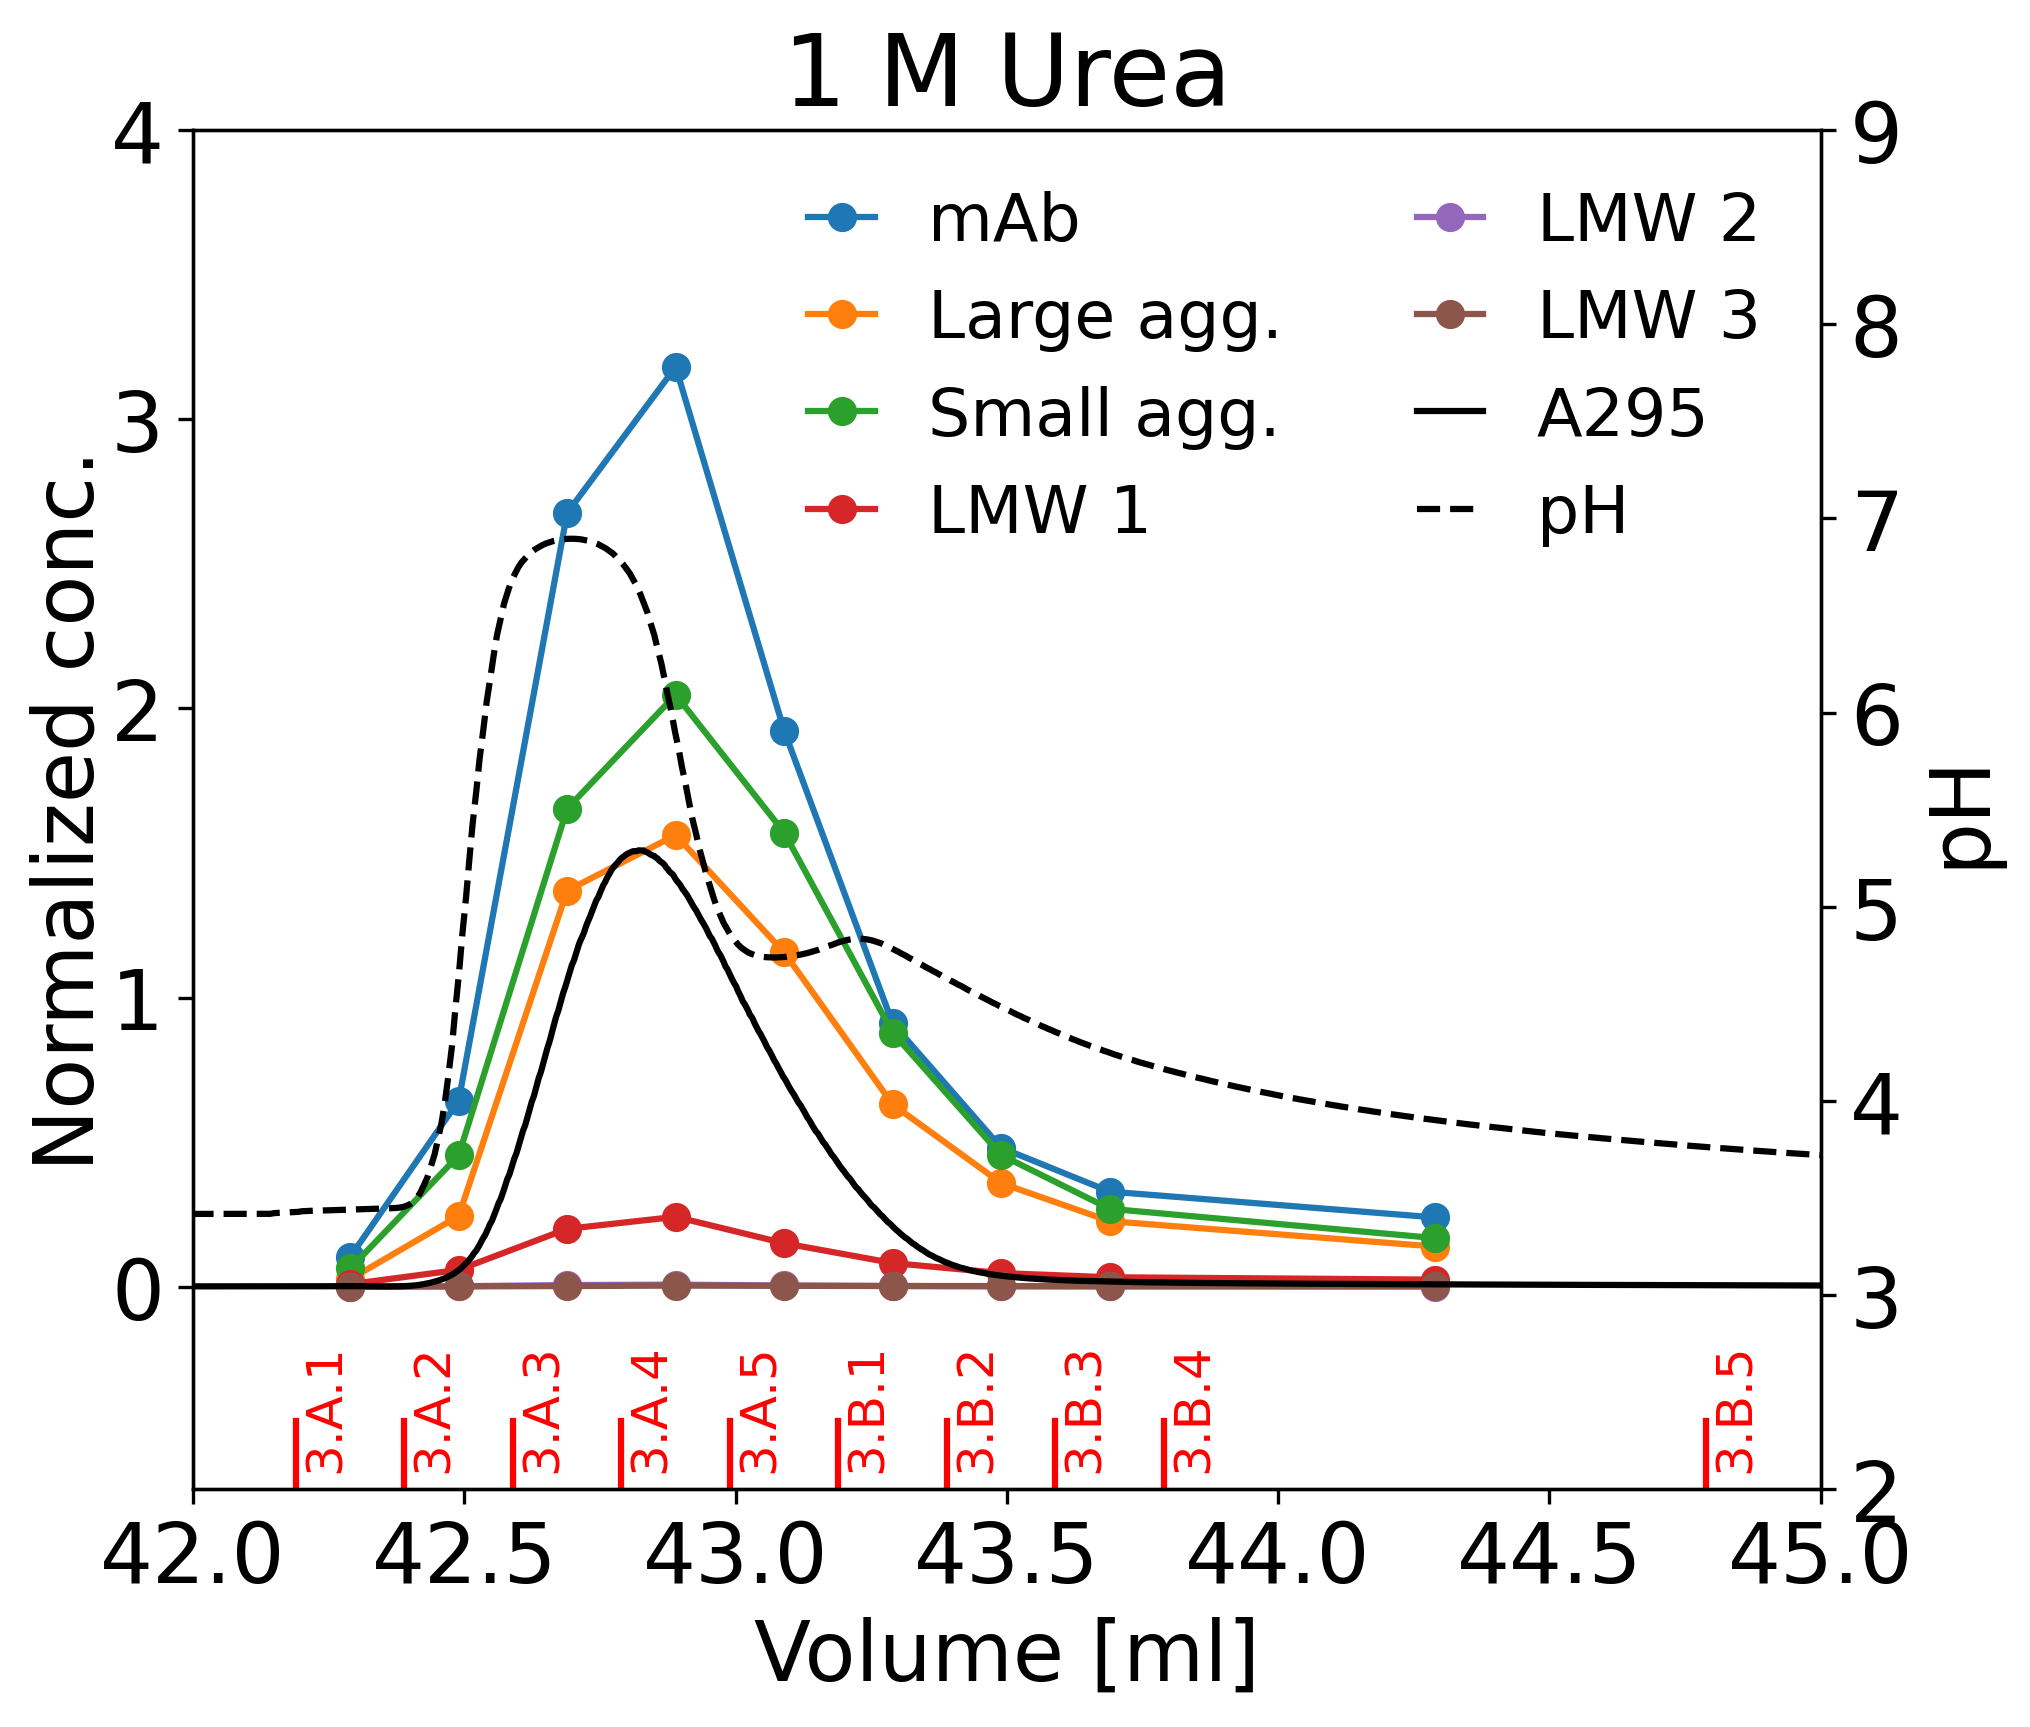 1 M Urea
4
3
2
1
0
Normalized conc.
9
8
7
6
5
4
3
2
pH
mAb
Large agg.
Small agg.
LMW 1
LMW 2
LMW 3
A295
pH
3.A.1
3.A.2
3.A.3
3.A.4
3.A.5
3.B.1
3.B.2
3.B.3
3.B.4
3.B.5
42.0 42.5 43.0 43.5 44.0 44.5 45.0
Volume [ml]